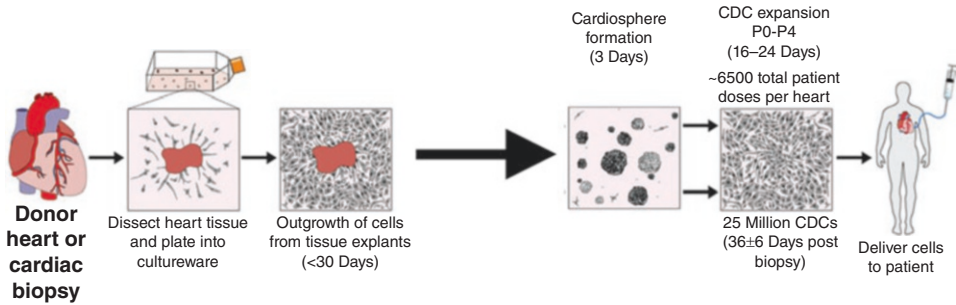 Donor
heart or
cardiac
biopsy
Dissect heart tissue
and plate into
cultureware
Outgrowth of cells
from tissue explants
(<30 Days)
Cardiosphere
formation
(3 Days)
CDC expansion
P0-P4
(16–24 Days)
~6500 total patient
doses per heart
25 Million CDCs
(36±6 Days post
biopsy)
Deliver cells
to patient